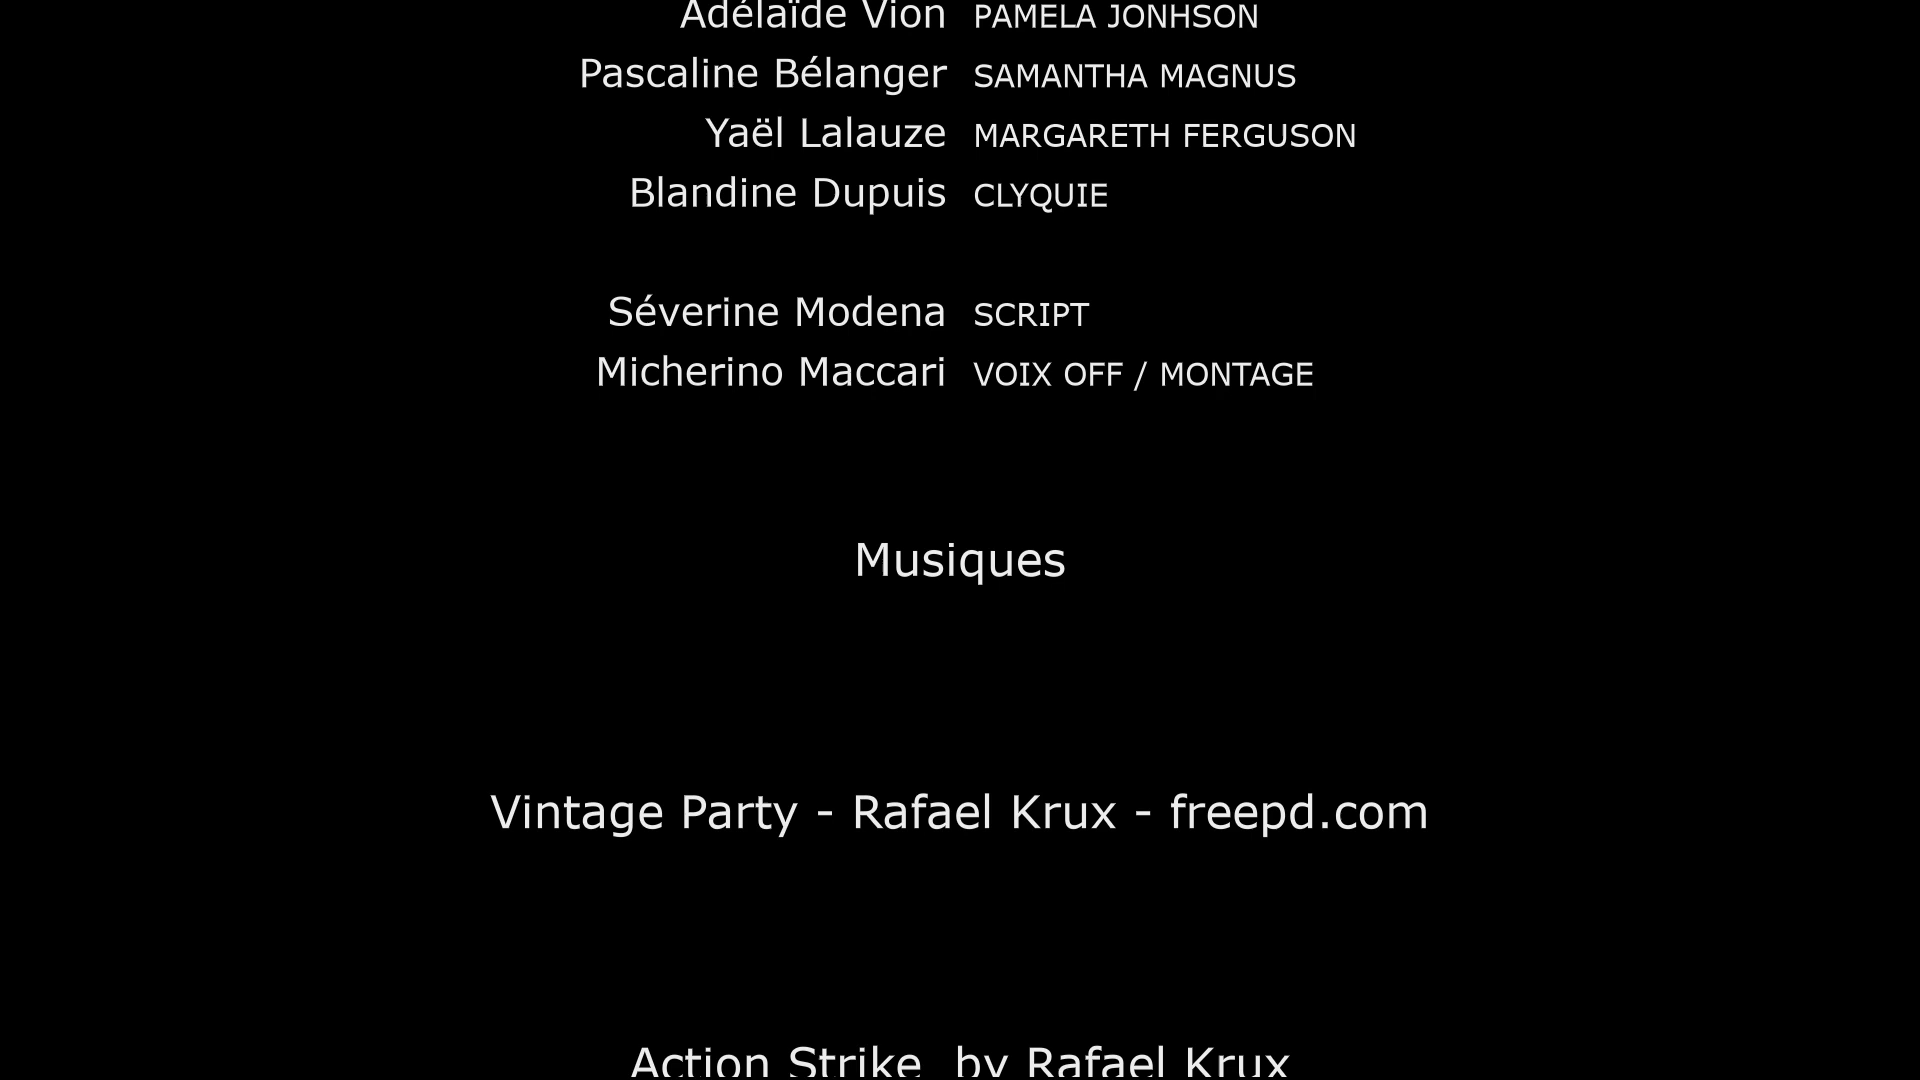 Adélaïde Vion PAMELA JONHSON
Pascaline Bélanger SAMANTHA MAGNUS
Yaël Lalauze MARGARETH FERGUSON
Blandine Dupuis CLYQUIE
Séverine Modena SCRIPT
Micherino Maccari VOIX OFF / MONTAGE
Musiques
Vintage Party - Rafael Krux - freepd.com
Action Strike by Rafael Krux